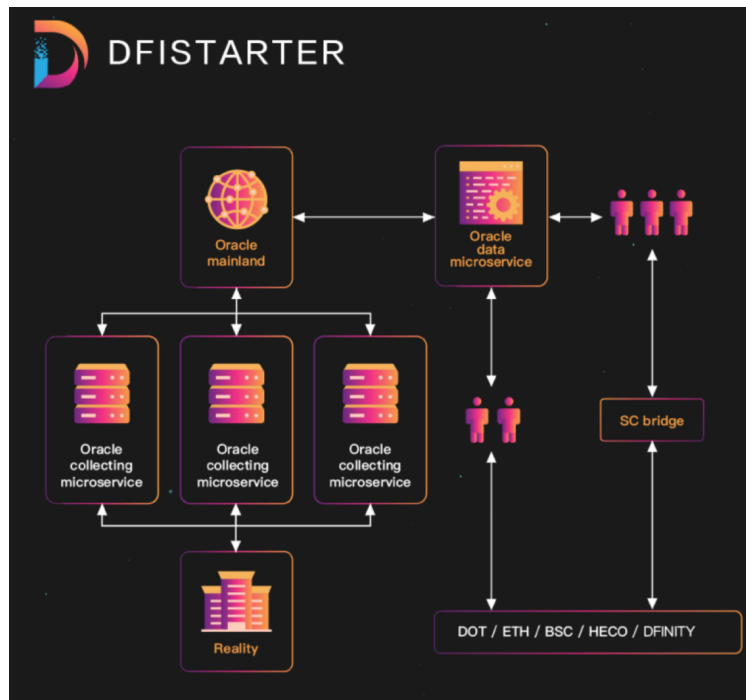 DFISTARTER
Oracle
mainland
Oracle
data
microservice
Oracle
collecting
microservice
Oracle
collecting
microservice
Oracle
collecting
microservice
SC bridge
Reality
DOT / ETH / BSC / HECO / DFINITY